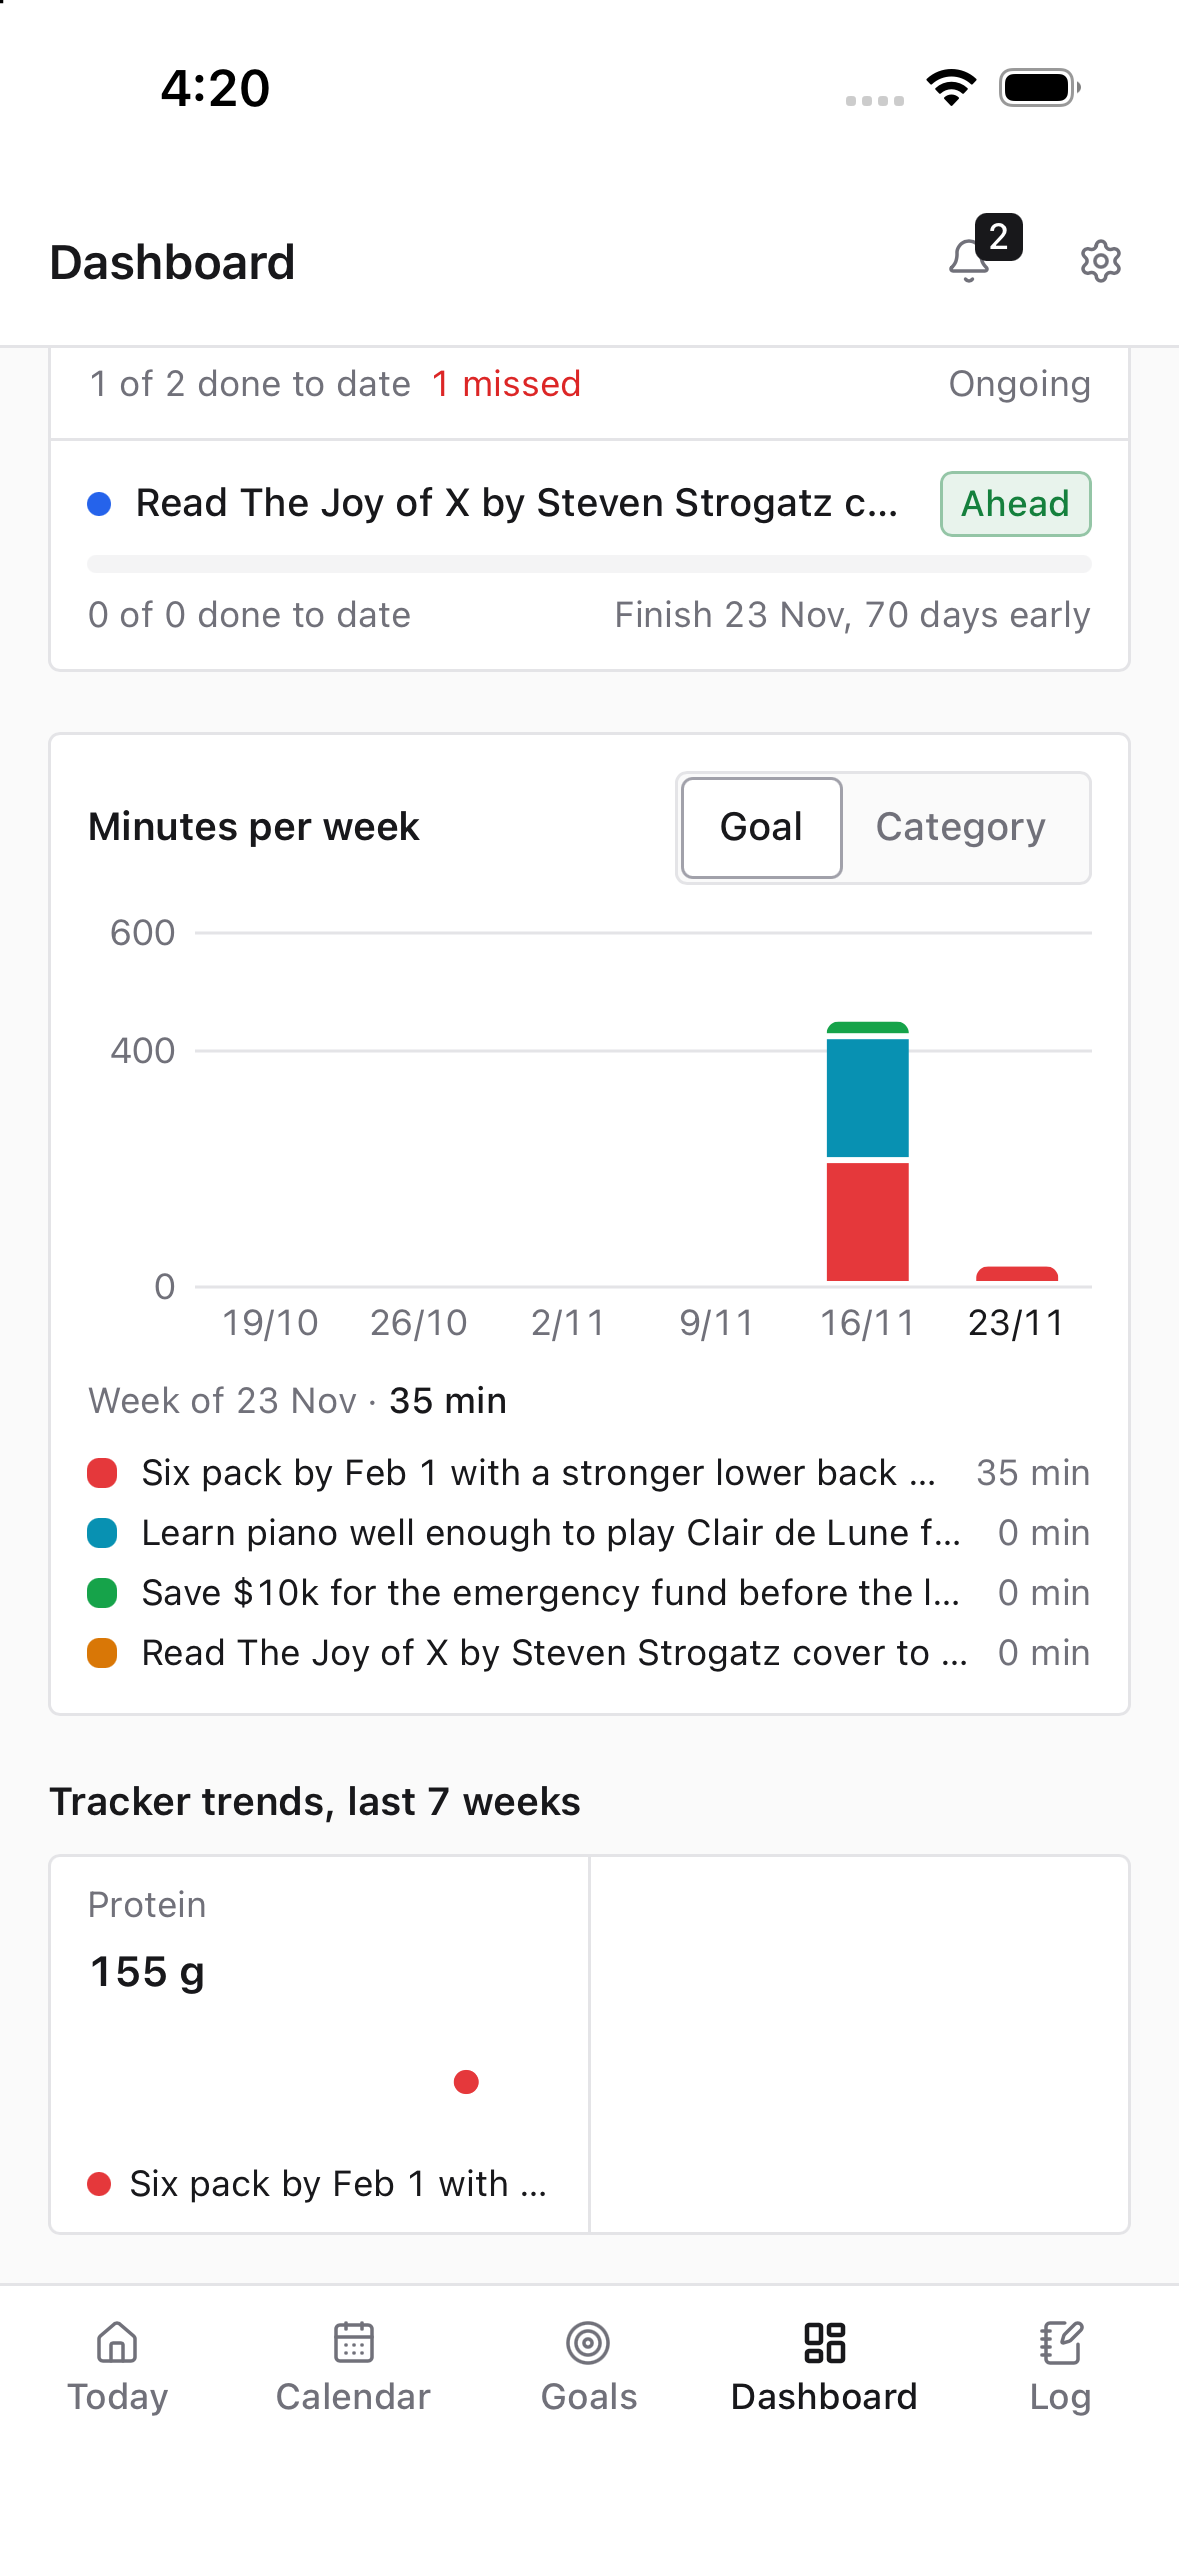 4:20
Dashboard
2
1 of 2 done to date 1 missed Ongoing
Read The Joy of X by Steven Strogatz c... Ahead
0 of 0 done to date Finish 23 Nov, 70 days early
Minutes per week Goal Category
600
400
0
19/10 26/10 2/11 9/11 16/11 23/11
Week of 23 Nov · 35 min
Six pack by Feb 1 with a stronger lower back ... 35 min
Learn piano well enough to play Clair de Lune f... 0 min
Save $10k for the emergency fund before the l... 0 min
Read The Joy of X by Steven Strogatz cover to ... 0 min
Tracker trends, last 7 weeks
Protein
155 g
Six pack by Feb 1 with ...
Today Calendar Goals Dashboard Log